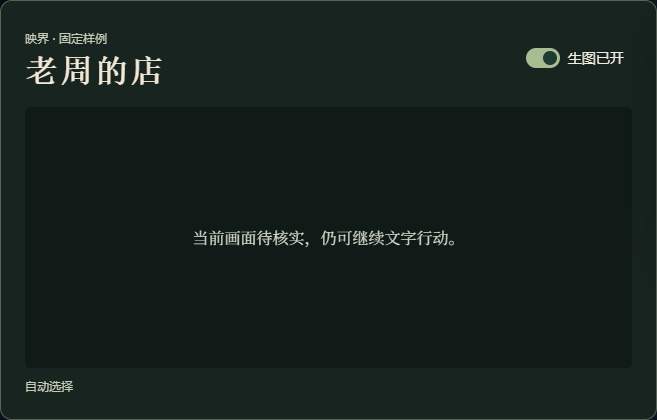 映界 · 固定样例
老周的店
生图已开
当前画面待核实，仍可继续文字行动。
自动选择